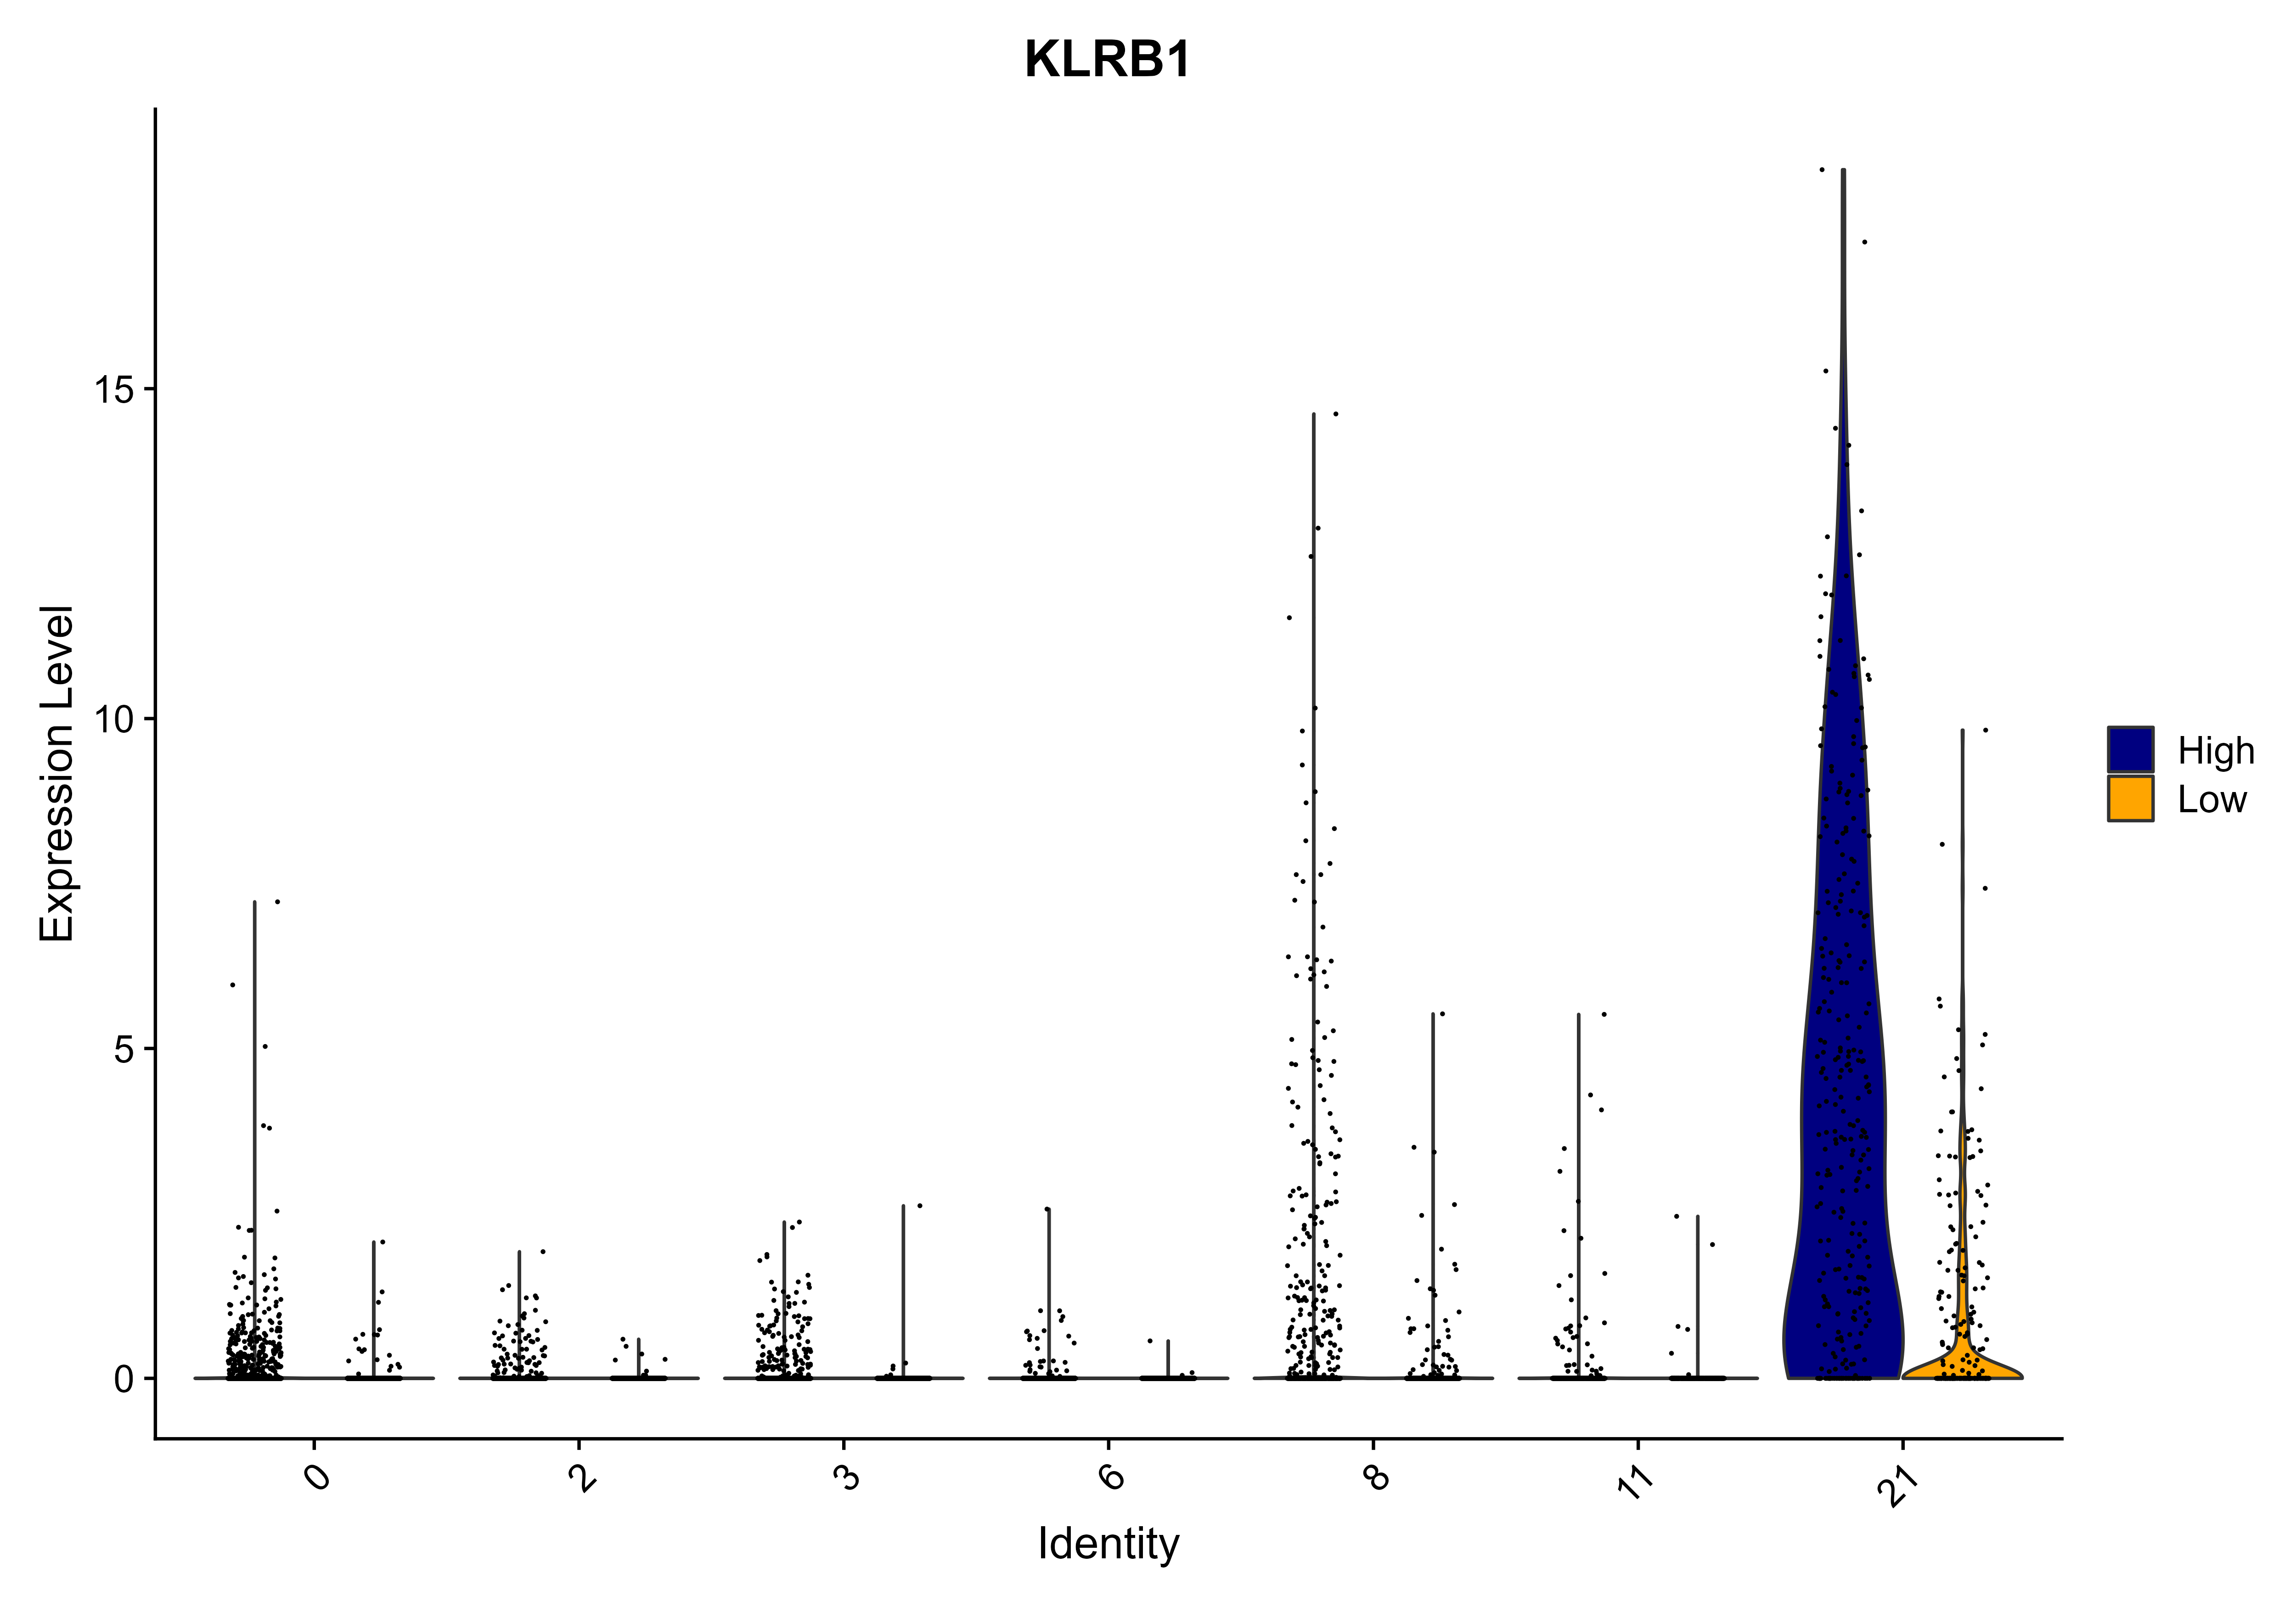 KLRB1
Expression Level
15
10
5
0
0 2 3 6 8 11 21
Identity
High
Low